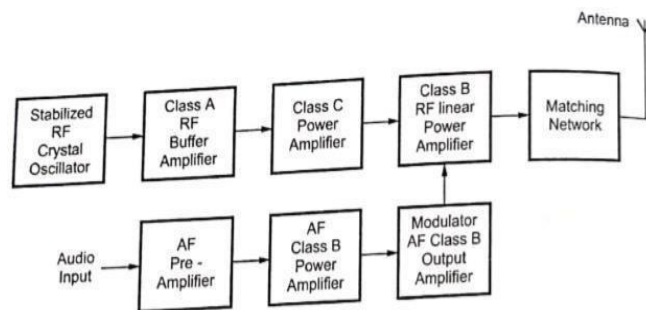 Antenna
Stabilized
RF
Crystal
Oscillator
Class A
RF
Buffer
Amplifier
Class C
Power
Amplifier
Class B
RF linear
Power
Amplifier
Matching
Network
Audio
Input
AF
Pre -
Amplifier
AF
Class B
Power
Amplifier
Modulator
AF Class B
Output
Amplifier